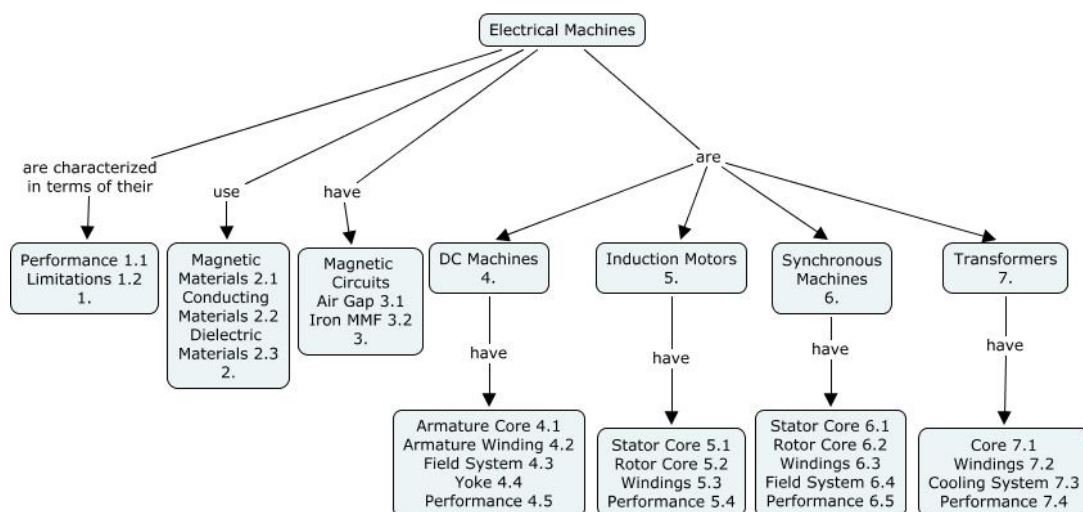 Electrical Machines
are characterized
in terms of their
use
have
are
Performance 1.1
Limitations 1.2
1.
Magnetic
Materials 2.1
Conducting
Materials 2.2
Dielectric
Materials 2.3
2.
Magnetic
Circuits
Air Gap 3.1
Iron MMF 3.2
3.
DC Machines
4.
Induction Motors
5.
Synchronous
Machines
6.
Transformers
7.
have
have
have
have
Armature Core 4.1
Armature Winding 4.2
Field System 4.3
Yoke 4.4
Performance 4.5
Stator Core 5.1
Rotor Core 5.2
Windings 5.3
Performance 5.4
Stator Core 6.1
Rotor Core 6.2
Windings 6.3
Field System 6.4
Performance 6.5
Core 7.1
Windings 7.2
Cooling System 7.3
Performance 7.4